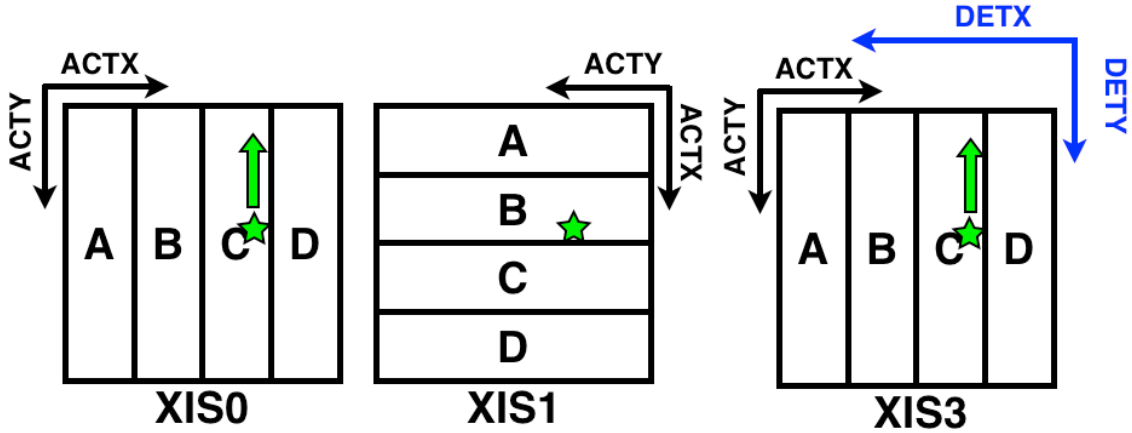 DETX
ACTX
ACTY
ACTX
ACTY
ACTX
ACTY
DETY
A B C D
A
B
C
D
A B C D
XIS0
XIS1
XIS3